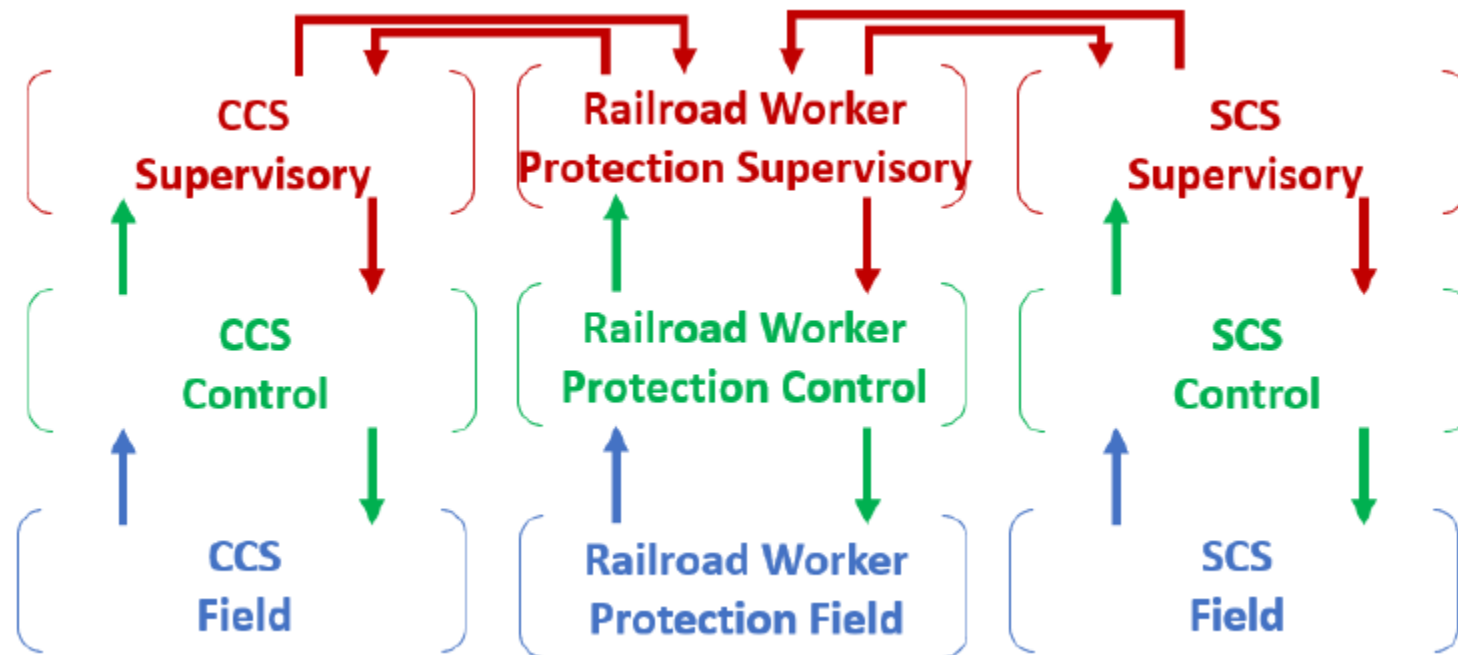 CCS
Supervisory
Railroad Worker
Protection Supervisory
SCS
Supervisory
CCS
Control
Railroad Worker
Protection Control
SCS
Control
CCS
Field
Railroad Worker
Protection Field
SCS
Field